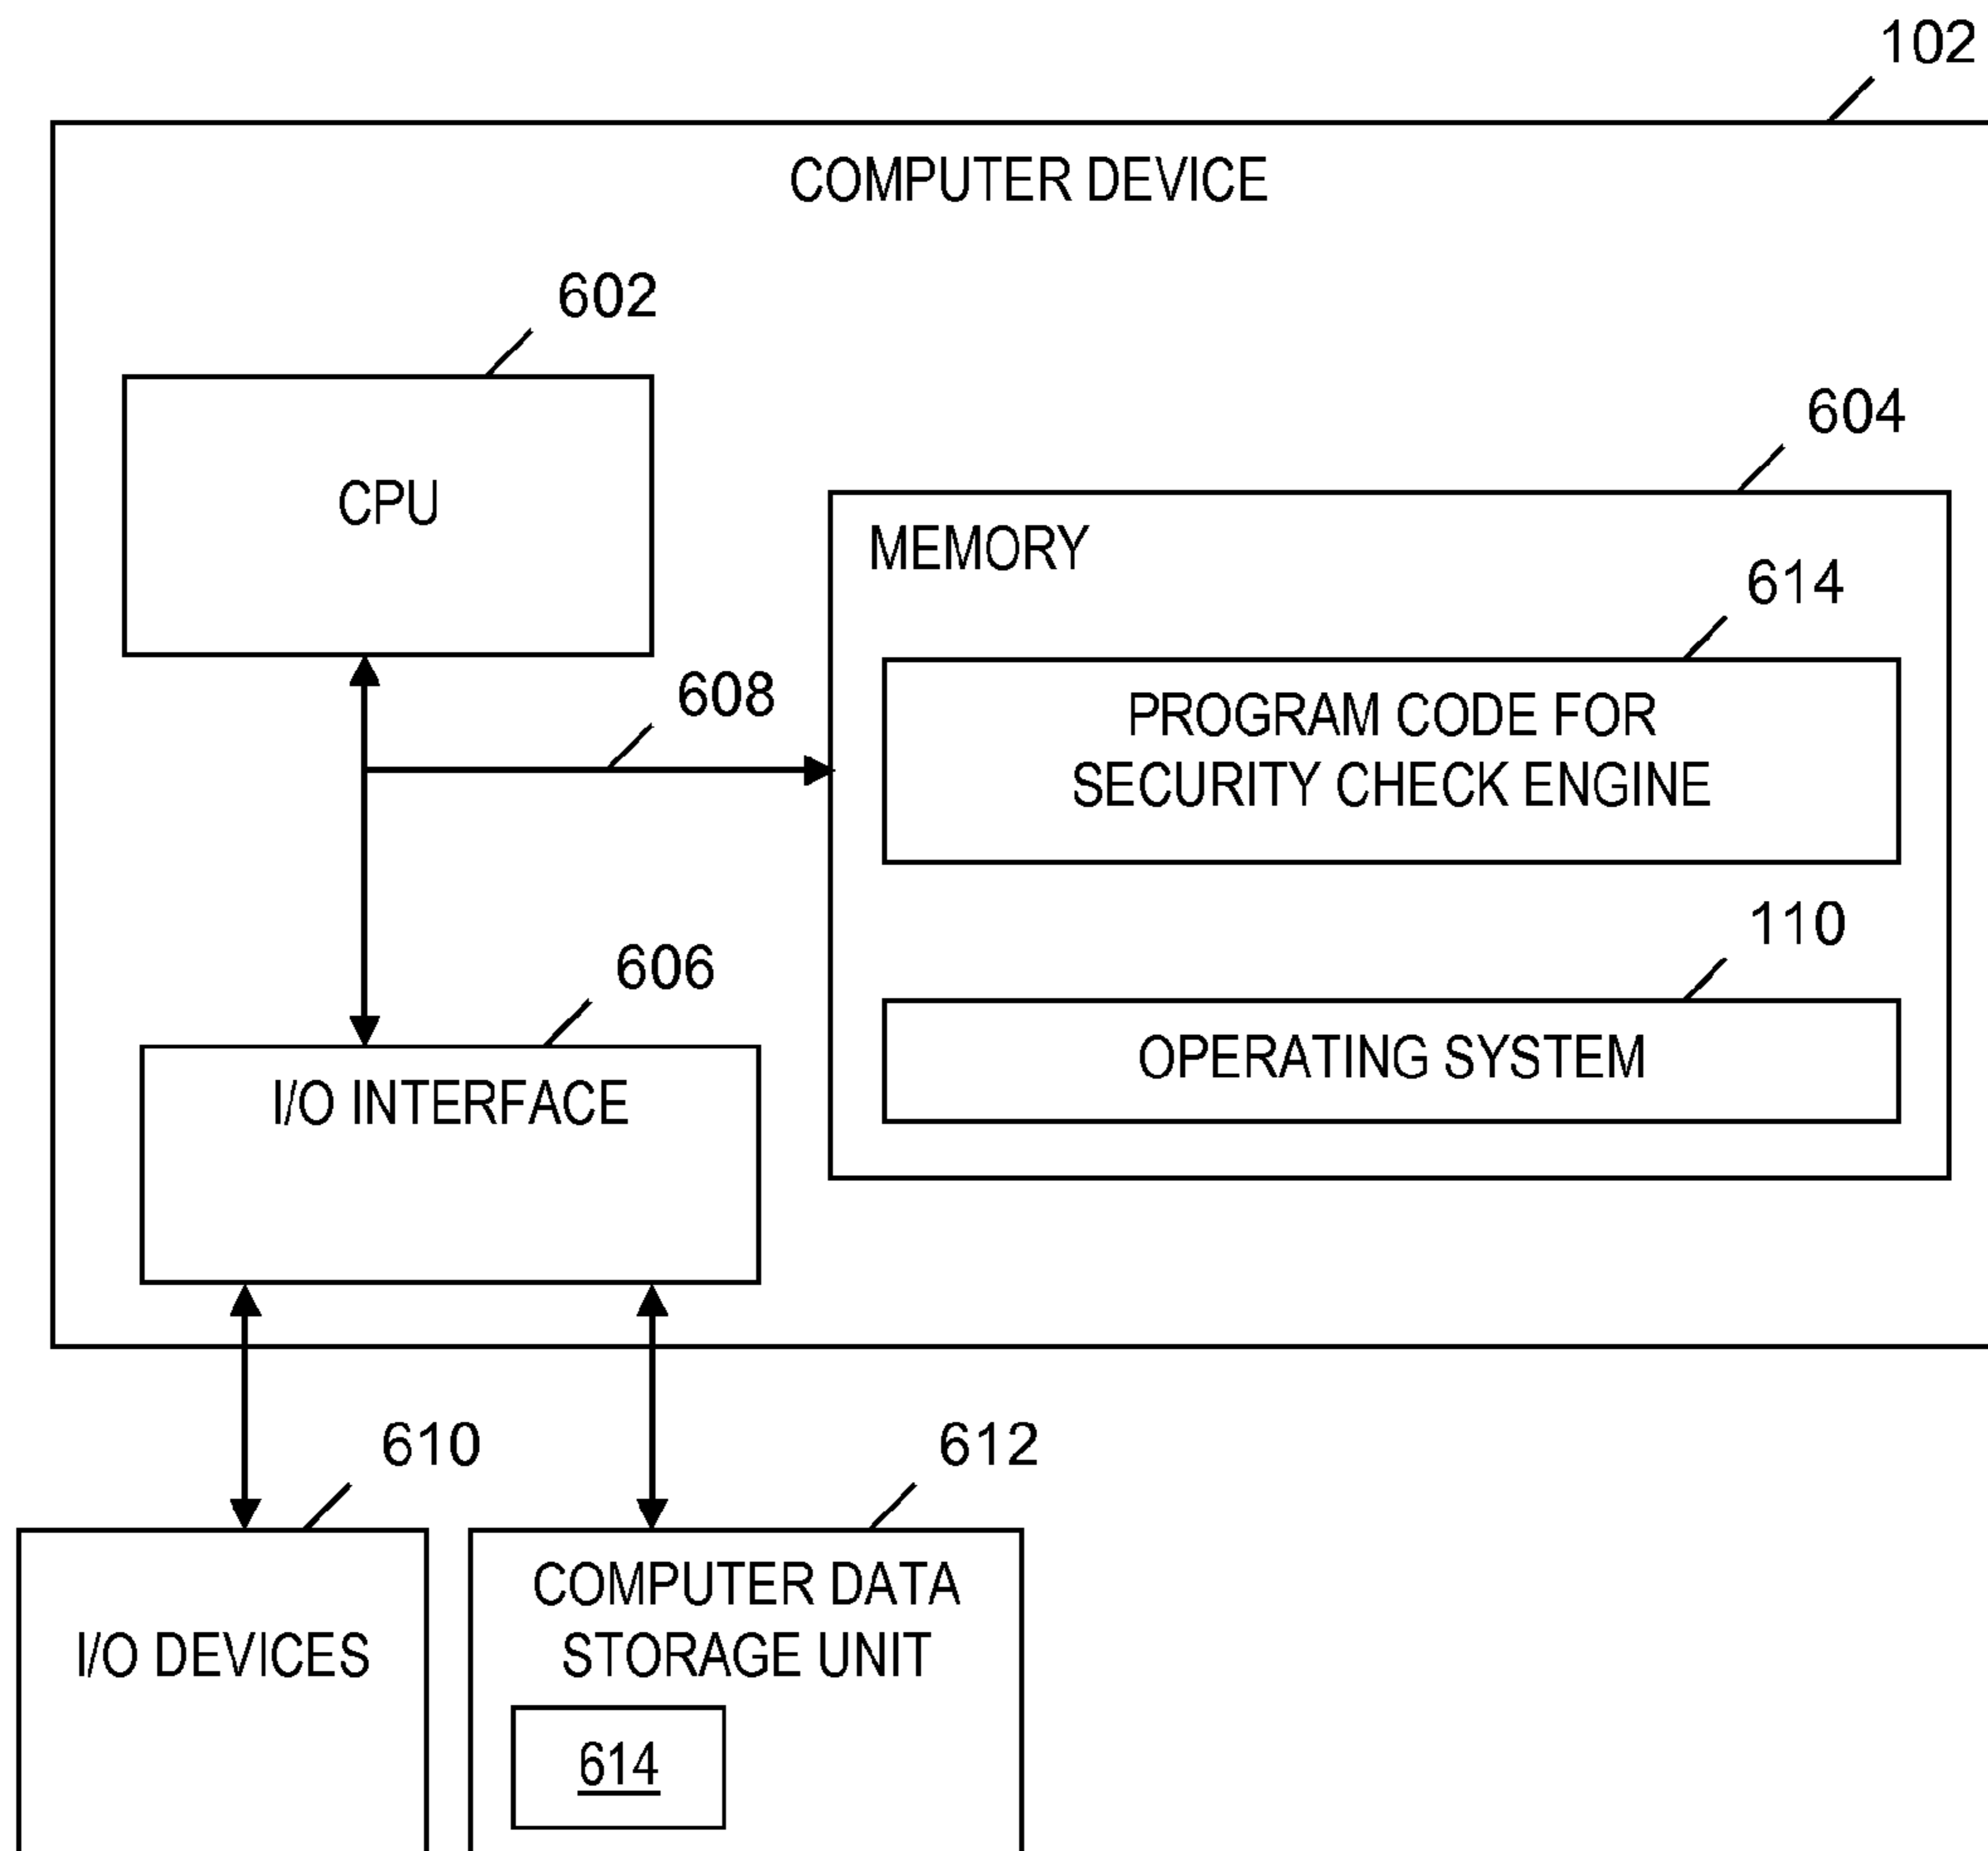 102
COMPUTER DEVICE
602
CPU
604
MEMORY
614
PROGRAM CODE FOR
SECURITY CHECK ENGINE
608
110
OPERATING SYSTEM
606
I/O INTERFACE
610
I/O DEVICES
612
COMPUTER DATA
STORAGE UNIT
614